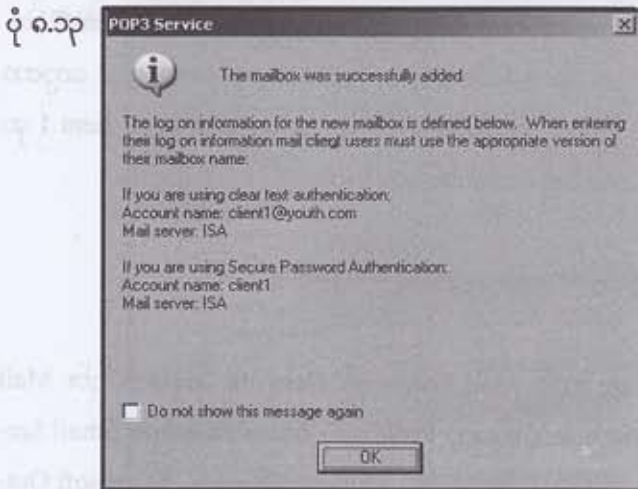 ပုံ ၈.၁၃
POP3 Service
The mailbox was successfully added.
The log on information for the new mailbox is defined below. When entering
their log on information mail client users must use the appropriate version of
their mailbox name:
If you are using clear text authentication:
Account name: client1@youth.com
Mail server: ISA
If you are using Secure Password Authentication:
Account name: client1
Mail server: ISA
Do not show this message again
OK